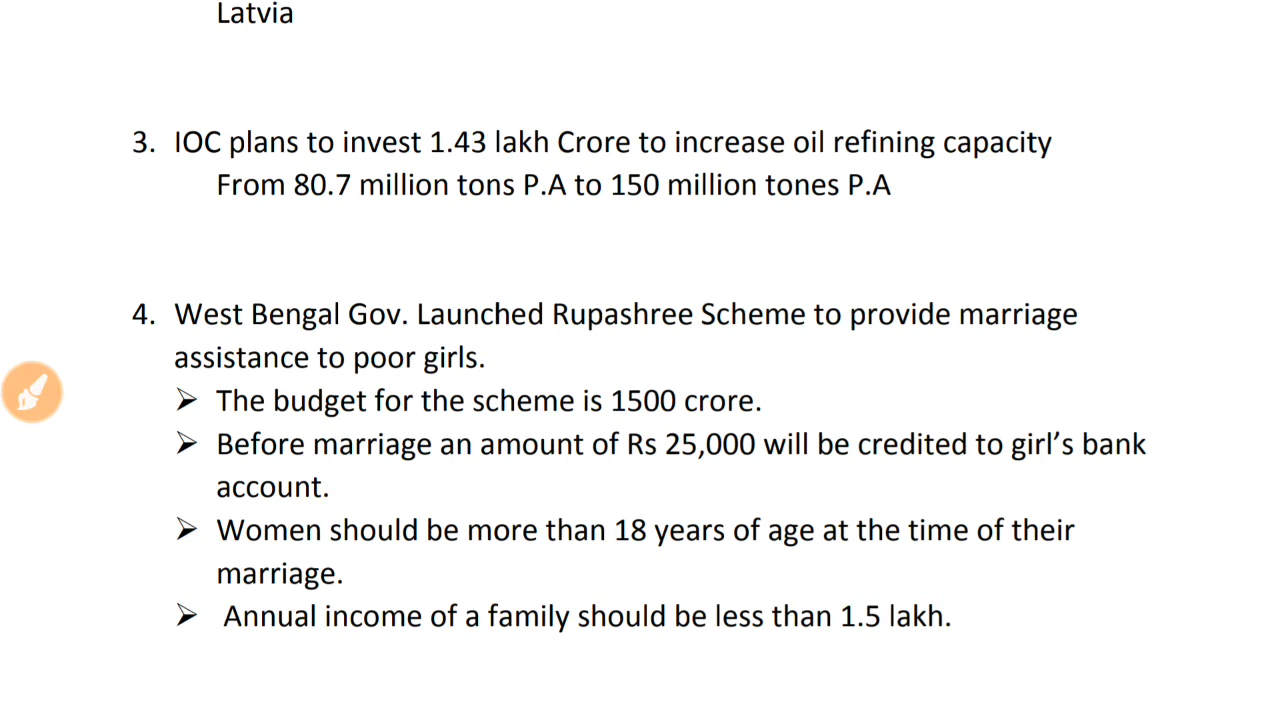 Latvia
3. IOC plans to invest 1.43 lakh Crore to increase oil refining capacity
From 80.7 million tons P.A to 150 million tones P.A
4. West Bengal Gov. Launched Rupashree Scheme to provide marriage
assistance to poor girls.
➢ The budget for the scheme is 1500 crore.
➢ Before marriage an amount of Rs 25,000 will be credited to girl’s bank
account.
➢ Women should be more than 18 years of age at the time of their
marriage.
➢ Annual income of a family should be less than 1.5 lakh.